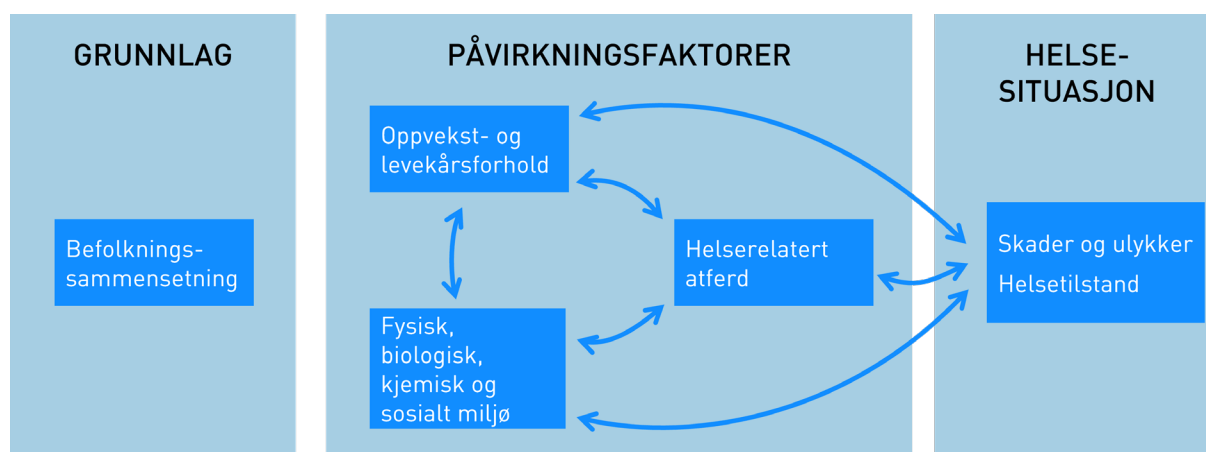 GRUNNLAG
Befolknings-
sammensetning
PÅVIRKNINGSFAKTORER
Oppvekst- og
levekårsforhold
Helserelatert
atferd
Fysisk,
biologisk,
kjemisk og
sosialt miljø
HELSE-
SITUASJON
Skader og ulykker
Helsetilstand